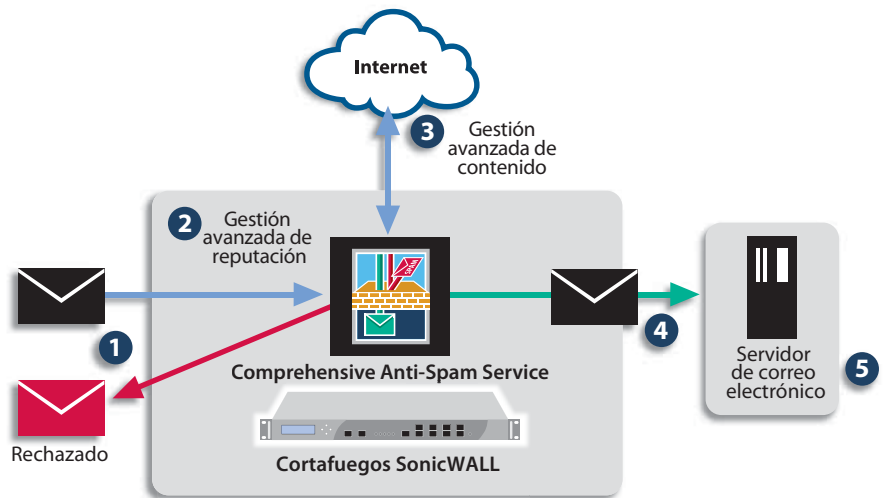 Internet
3
Gestión
avanzada de
contenido
2
Gestión
avanzada de
reputación
SPAM
1
4
Comprehensive Anti-Spam Service
Servidor
de correo
electrónico
5
Rechazado
Cortafuegos SonicWALL